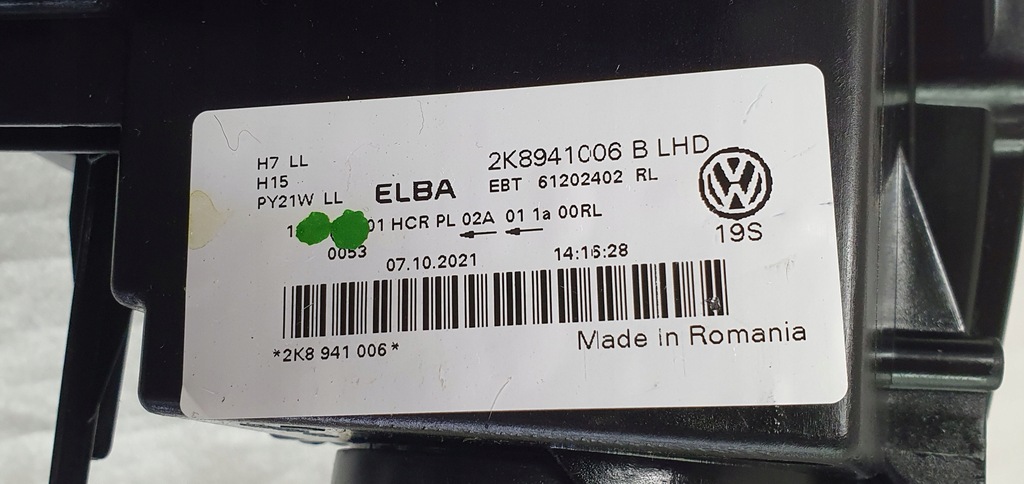 H7 LL
H15
PY21W LL
ELBA
2K8941006 B LHD
EBT 61202402 RL
01 HCR PL 02A 01 1a 00RL
0053
19S
07.10.2021 14:16:28
*2K8 941 006*
Made in Romania